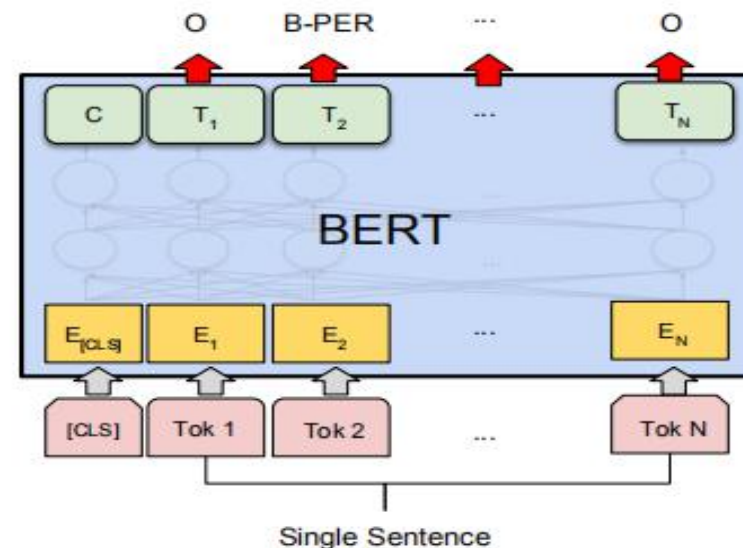 O B-PER ... O
C T1 T2 ... TN
...
BERT
...
E[CLS] E1 E2 ... EN
[CLS] Tok 1 Tok 2 ... Tok N
Single Sentence